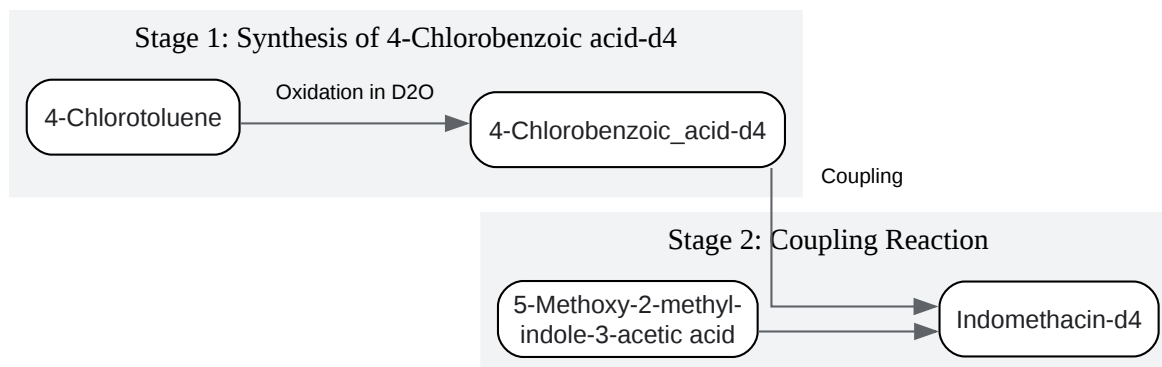 Stage 1: Synthesis of 4-Chlorobenzoic acid-d4
Oxidation in D2O
4-Chlorotoluene
4-Chlorobenzoic_acid-d4
Coupling
Stage 2: Coupling Reaction
5-Methoxy-2-methyl-
indole-3-acetic acid
Indomethacin-d4